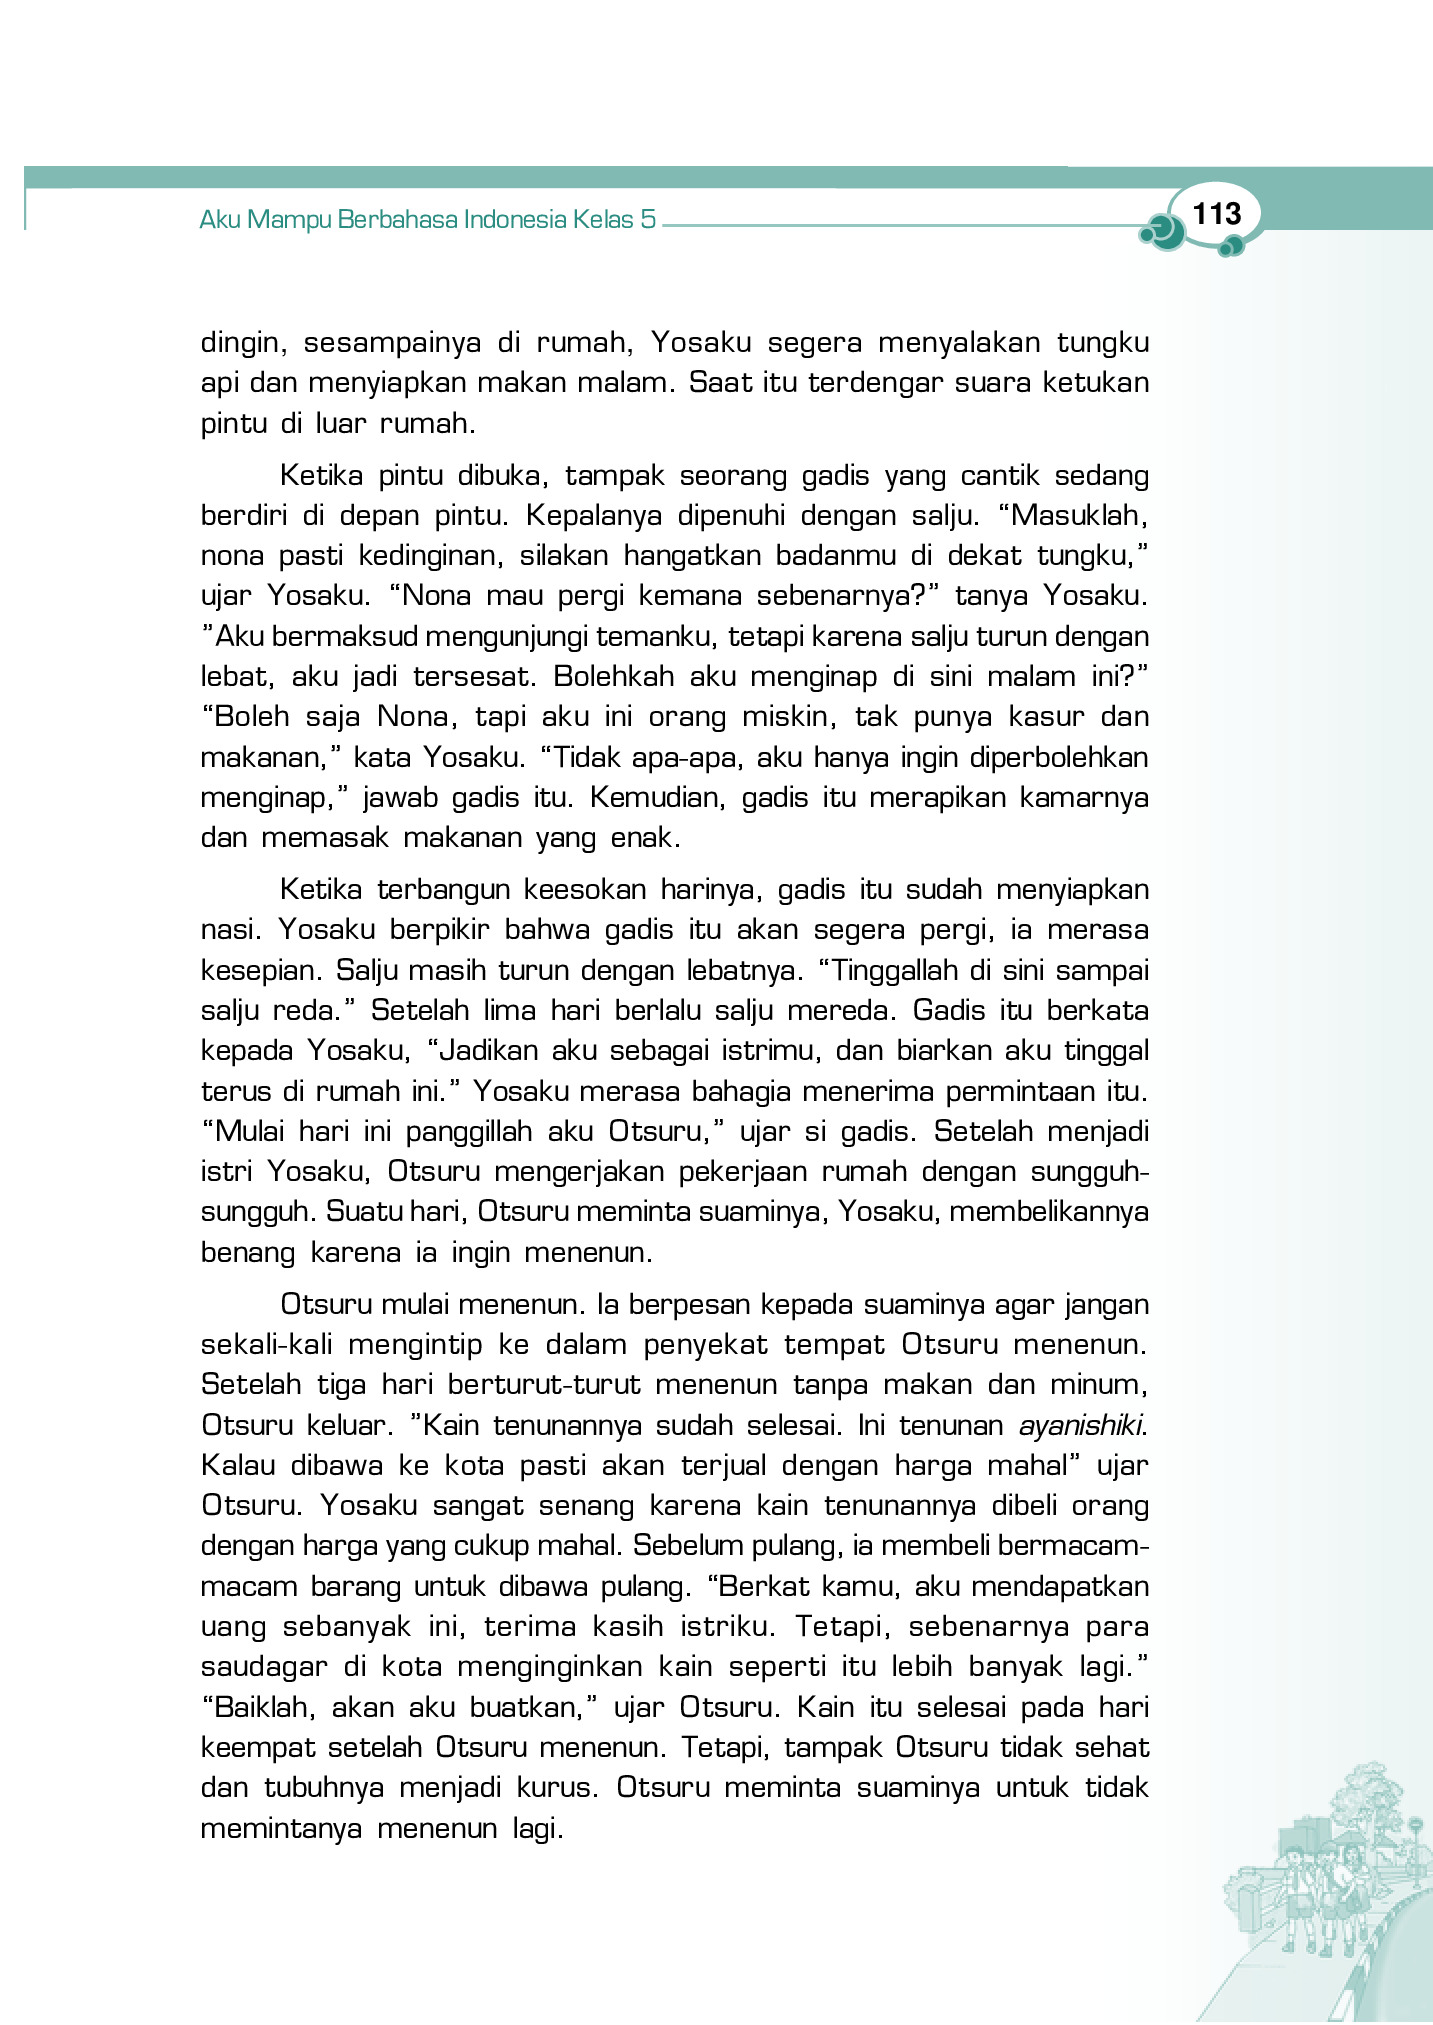 Aku Mampu Berbahasa Indonesia Kelas 5
113
dingin, sesampainya di rumah, Yosaku segera menyalakan tungku
api dan menyiapkan makan malam. Saat itu terdengar suara ketukan
pintu di luar rumah.
Ketika pintu dibuka, tampak seorang gadis yang cantik sedang
berdiri di depan pintu. Kepalanya dipenuhi dengan salju. “Masuklah,
nona pasti kedinginan, silakan hangatkan badanmu di dekat tungku,”
ujar Yosaku. “Nona mau pergi kemana sebenarnya?” tanya Yosaku.
”Aku bermaksud mengunjungi temanku, tetapi karena salju turun dengan
lebat, aku jadi tersesat. Bolehkah aku menginap di sini malam ini?”
“Boleh saja Nona, tapi aku ini orang miskin, tak punya kasur dan
makanan,” kata Yosaku. “Tidak apa-apa, aku hanya ingin diperbolehkan
menginap,” jawab gadis itu. Kemudian, gadis itu merapikan kamarnya
dan memasak makanan yang enak.
Ketika terbangun keesokan harinya, gadis itu sudah menyiapkan
nasi. Yosaku berpikir bahwa gadis itu akan segera pergi, ia merasa
kesepian. Salju masih turun dengan lebatnya. “Tinggallah di sini sampai
salju reda.” Setelah lima hari berlalu salju mereda. Gadis itu berkata
kepada Yosaku, “Jadikan aku sebagai istrimu, dan biarkan aku tinggal
terus di rumah ini.” Yosaku merasa bahagia menerima permintaan itu.
“Mulai hari ini panggillah aku Otsuru,” ujar si gadis. Setelah menjadi
istri Yosaku, Otsuru mengerjakan pekerjaan rumah dengan sungguh-
sungguh. Suatu hari, Otsuru meminta suaminya, Yosaku, membelikannya
benang karena ia ingin menenun.
Otsuru mulai menenun. Ia berpesan kepada suaminya agar jangan
sekali-kali mengintip ke dalam penyekat tempat Otsuru menenun.
Setelah tiga hari berturut-turut menenun tanpa makan dan minum,
Otsuru keluar. ”Kain tenunannya sudah selesai. Ini tenunan ayanishiki.
Kalau dibawa ke kota pasti akan terjual dengan harga mahal” ujar
Otsuru. Yosaku sangat senang karena kain tenunannya dibeli orang
dengan harga yang cukup mahal. Sebelum pulang, ia membeli bermacam-
macam barang untuk dibawa pulang. “Berkat kamu, aku mendapatkan
uang sebanyak ini, terima kasih istriku. Tetapi, sebenarnya para
saudagar di kota menginginkan kain seperti itu lebih banyak lagi.”
“Baiklah, akan aku buatkan,” ujar Otsuru. Kain itu selesai pada hari
keempat setelah Otsuru menenun. Tetapi, tampak Otsuru tidak sehat
dan tubuhnya menjadi kurus. Otsuru meminta suaminya untuk tidak
memintanya menenun lagi.